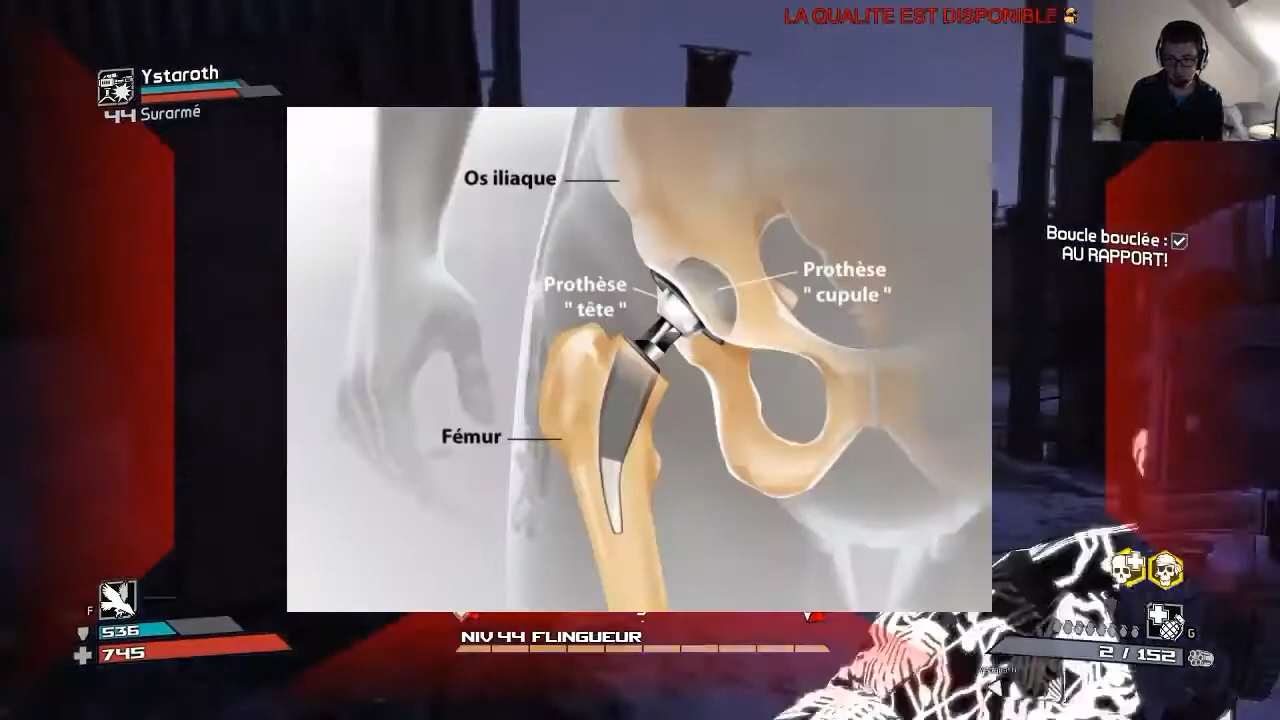 LA QUALITE EST DISPONIBLE
Ystaroth
44 Surarmé
Os iliaque
Boucle bouclée :
AU RAPPORT!
Prothèse
" tête "
Prothèse
" cupule "
Fémur
F
536
745
NIV 44 FLINGUEUR
G
2 / 152